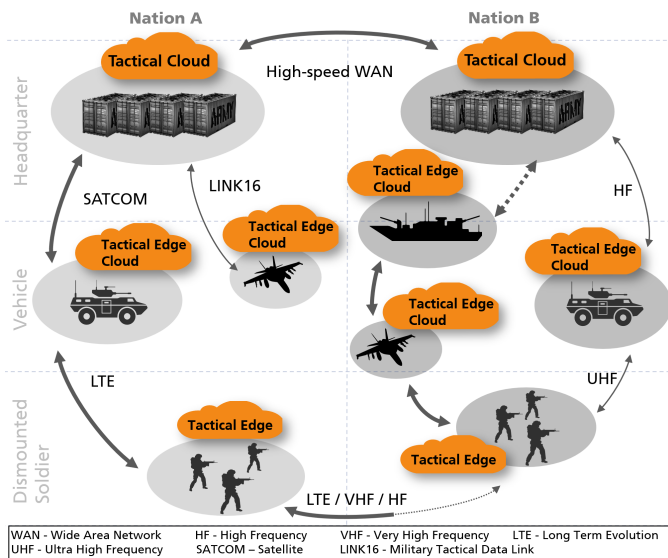 Nation A
Nation B
Tactical Cloud
Tactical Cloud
High-speed WAN
Headquarter
ARMY
ARMY
SATCOM
LINK16
Tactical Edge
Cloud
HF
Tactical Edge
Cloud
Tactical Edge
Cloud
Tactical Edge
Cloud
Vehicle
Tactical Edge
Cloud
LTE
UHF
Dismounted
Soldier
Tactical Edge
Tactical Edge
LTE / VHF / HF
WAN - Wide Area Network
HF - High Frequency
VHF - Very High Frequency
LTE - Long Term Evolution
UHF - Ultra High Frequency
SATCOM – Satellite
LINK16 - Military Tactical Data Link